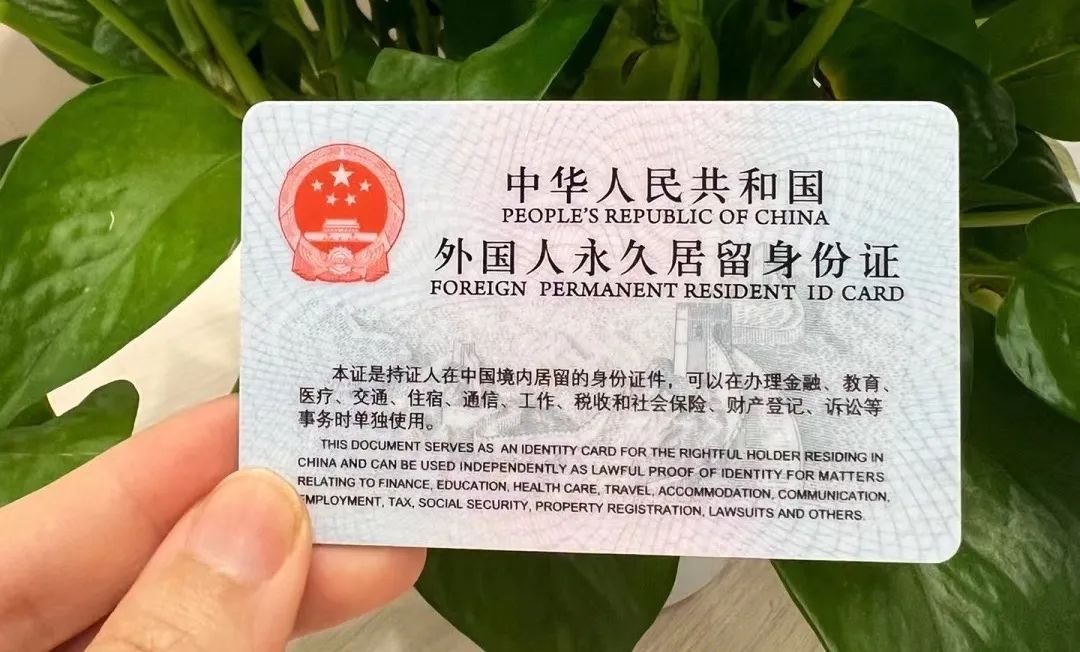 中华人民共和国
PEOPLE'S REPUBLIC OF CHINA
外国人永久居留身份证
FOREIGN PERMANENT RESIDENT ID CARD
本证是持证人在中国境内居留的身份证件，可以在办理金融、教育、
医疗、交通、住宿、通信、工作、税收和社会保险、财产登记、诉讼等
事务时单独使用。
THIS DOCUMENT SERVES AS AN IDENTITY CARD FOR THE RIGHTFUL HOLDER RESIDING IN
CHINA AND CAN BE USED INDEPENDENTLY AS LAWFUL PROOF OF IDENTITY FOR MATTERS
RELATING TO FINANCE, EDUCATION, HEALTH CARE, TRAVEL, ACCOMMODATION, COMMUNICATION,
EMPLOYMENT, TAX, SOCIAL SECURITY, PROPERTY REGISTRATION, LAWSUITS AND OTHERS.